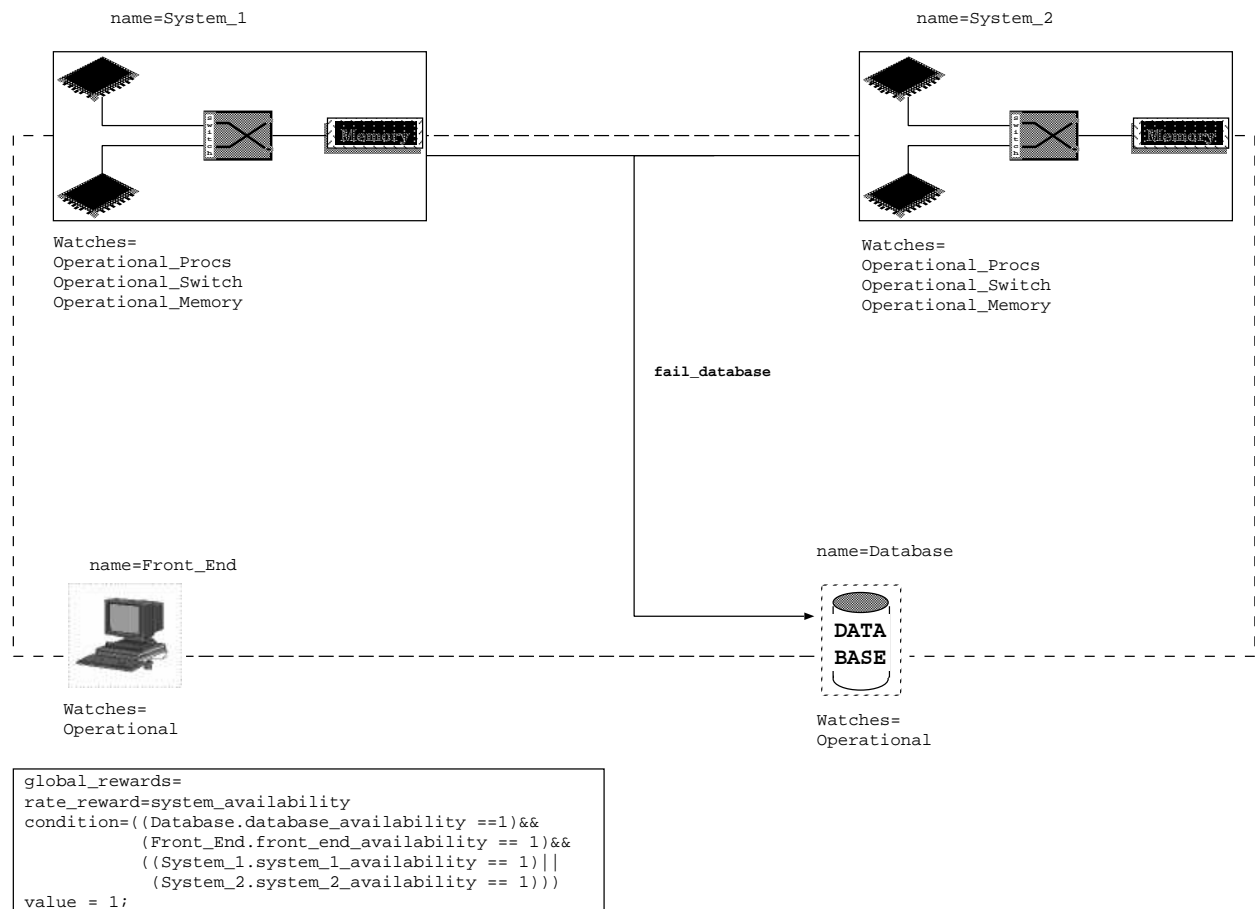 name=System_1
name=System_2
switch
Memory
switch
Memory
Watches=
Operational_Procs
Operational_Switch
Operational_Memory
Watches=
Operational_Procs
Operational_Switch
Operational_Memory
fail_database
name=Front_End
name=Database
DATA
BASE
Watches=
Operational
Watches=
Operational
global_rewards=
rate_reward=system_availability
condition=((Database.database_availability ==1)&&
(Front_End.front_end_availability == 1)&&
((System_1.system_1_availability == 1)||
(System_2.system_2_availability == 1)))
value = 1;